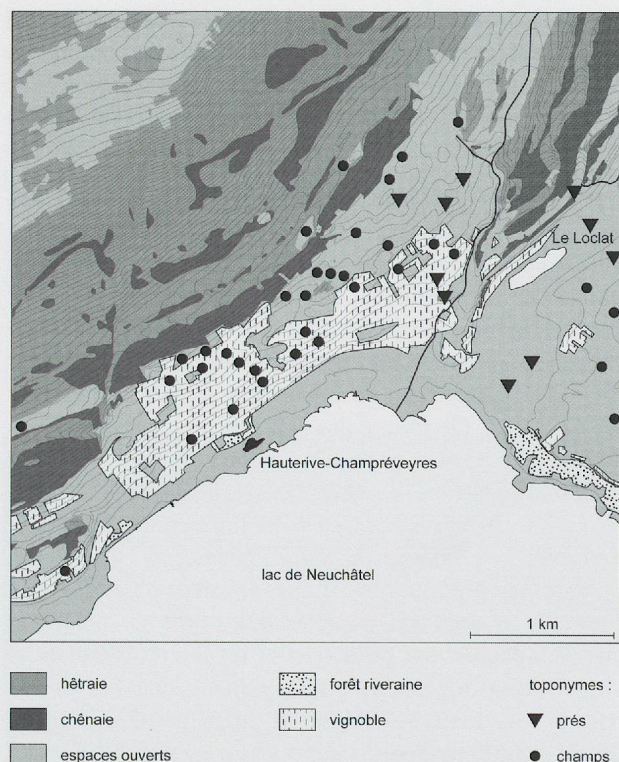 Le Loclat
Hauterive-Champréveyres
lac de Neuchâtel
1 km
hêtraie
chênaie
espaces ouverts
forêt riveraine
vignoble
toponymes :
prés
champs